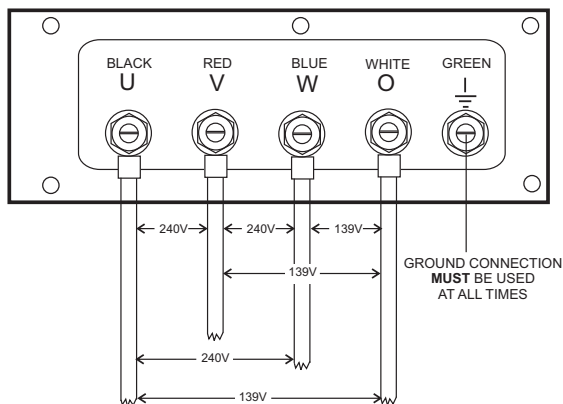 BLACK RED BLUE WHITE GREEN
U V W O
240V 240V 139V
139V
GROUND CONNECTION
MUST BE USED
AT ALL TIMES
240V
139V